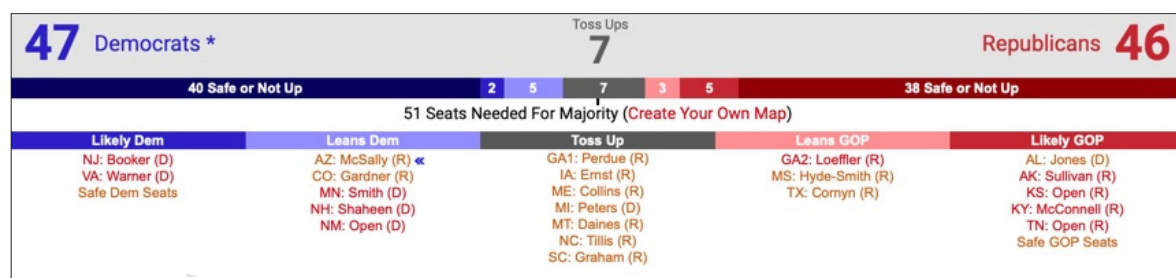 Toss Ups
47 Democrats *
7
Republicans 46
40 Safe or Not Up 2 5 7 3 5 38 Safe or Not Up
51 Seats Needed For Majority (Create Your Own Map)
Likely Dem
NJ: Booker (D)
VA: Warner (D)
Safe Dem Seats
Leans Dem
AZ: McSally (R) «
CO: Gardner (R)
MN: Smith (D)
NH: Shaheen (D)
NM: Open (D)
Toss Up
GA1: Perdue (R)
IA: Ernst (R)
ME: Collins (R)
MI: Peters (D)
MT: Daines (R)
NC: Tillis (R)
SC: Graham (R)
Leans GOP
GA2: Loeffler (R)
MS: Hyde-Smith (R)
TX: Cornyn (R)
Likely GOP
AL: Jones (D)
AK: Sullivan (R)
KS: Open (R)
KY: McConnell (R)
TN: Open (R)
Safe GOP Seats